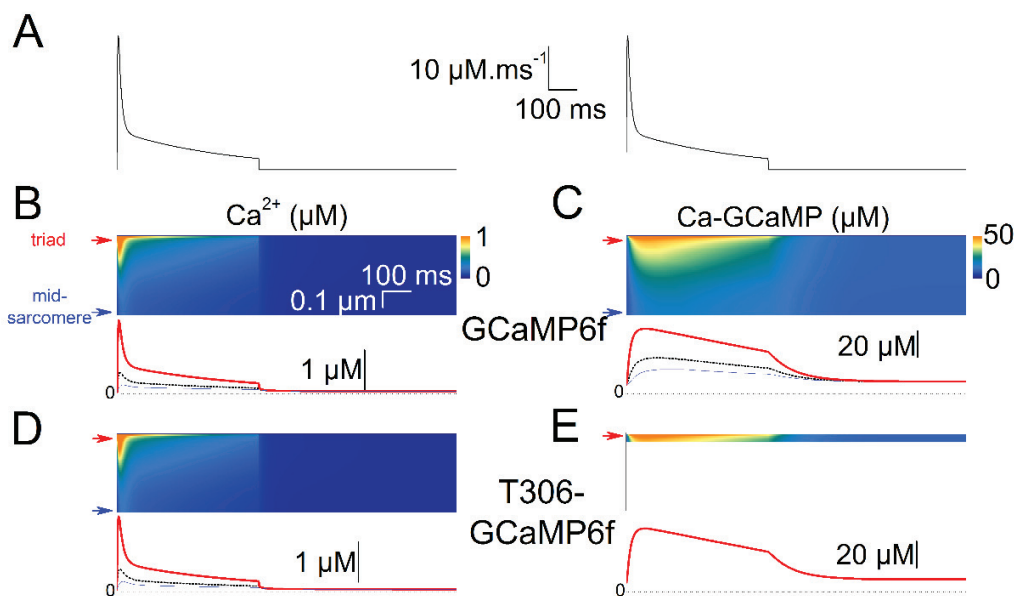 A
10 µM.ms-1
100 ms
B
Ca2+ (µM)
C
Ca-GCaMP (µM)
triad
1
0
50
0
100 ms
0.1 µm
mid-
sarcomere
GCaMP6f
1 µM
20 µM
0
0
D
E
T306-
GCaMP6f
1 µM
20 µM
0
0